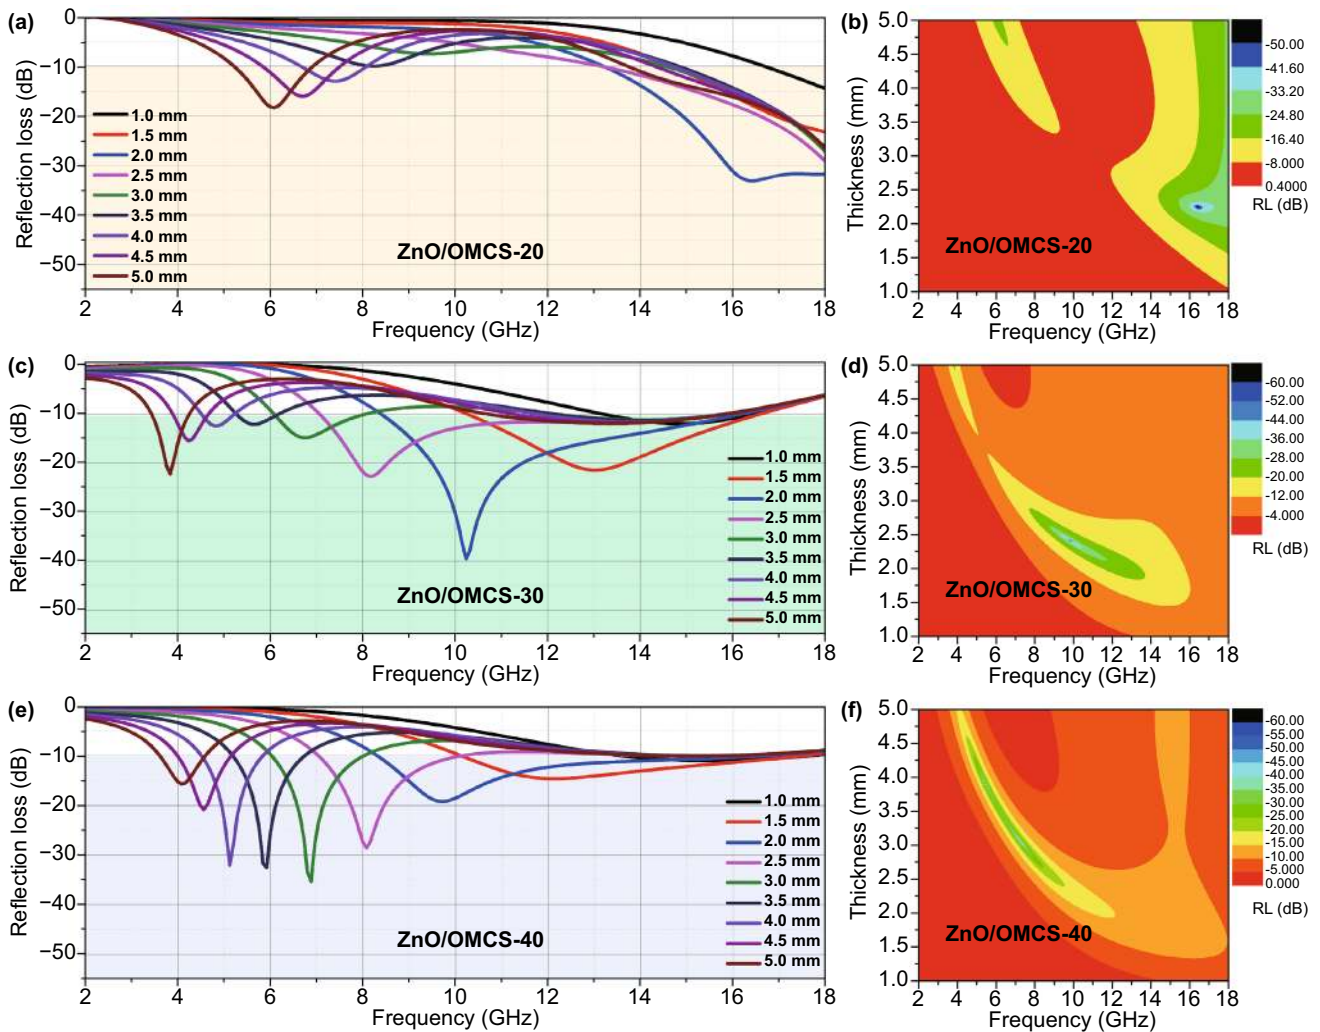 (a)
0
−10
−20
−30
−40
−50
Reflection loss (dB)
1.0 mm
1.5 mm
2.0 mm
2.5 mm
3.0 mm
3.5 mm
4.0 mm
4.5 mm
5.0 mm
ZnO/OMCS-20
2 4 6 8 10 12 14 16 18
Frequency (GHz)
(b)
5.0
4.5
4.0
3.5
3.0
2.5
2.0
1.5
1.0
Thickness (mm)
ZnO/OMCS-20
2 4 6 8 10 12 14 16 18
Frequency (GHz)
-50.00
-41.60
-33.20
-24.80
-16.40
-8.000
0.4000
RL (dB)
(c)
0
−10
−20
−30
−40
−50
Reflection loss (dB)
1.0 mm
1.5 mm
2.0 mm
2.5 mm
3.0 mm
3.5 mm
4.0 mm
4.5 mm
5.0 mm
ZnO/OMCS-30
2 4 6 8 10 12 14 16 18
Frequency (GHz)
(d)
5.0
4.5
4.0
3.5
3.0
2.5
2.0
1.5
1.0
Thickness (mm)
ZnO/OMCS-30
2 4 6 8 10 12 14 16 18
Frequency (GHz)
-60.00
-52.00
-44.00
-36.00
-28.00
-20.00
-12.00
-4.000
RL (dB)
(e)
0
−10
−20
−30
−40
−50
Reflection loss (dB)
1.0 mm
1.5 mm
2.0 mm
2.5 mm
3.0 mm
3.5 mm
4.0 mm
4.5 mm
5.0 mm
ZnO/OMCS-40
2 4 6 8 10 12 14 16 18
Frequency (GHz)
(f)
5.0
4.5
4.0
3.5
3.0
2.5
2.0
1.5
1.0
Thickness (mm)
ZnO/OMCS-40
2 4 6 8 10 12 14 16 18
Frequency (GHz)
-60.00
-55.00
-50.00
-45.00
-40.00
-35.00
-30.00
-25.00
-20.00
-15.00
-10.00
-5.000
0.000
RL (dB)